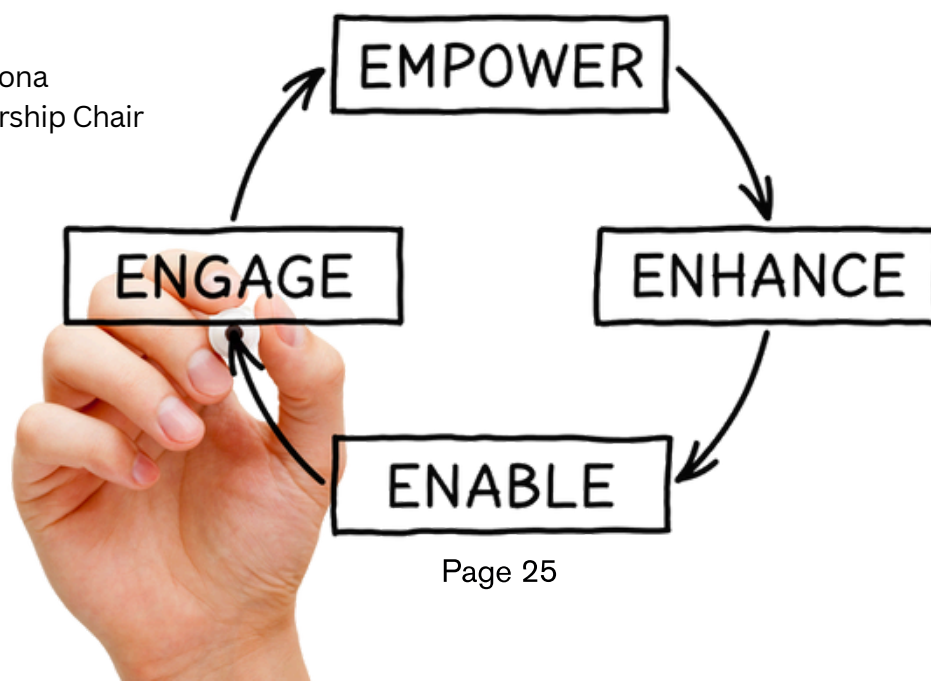 ona
rship Chair
EMPOWER
ENGAGE
ENHANCE
ENABLE
Page 25